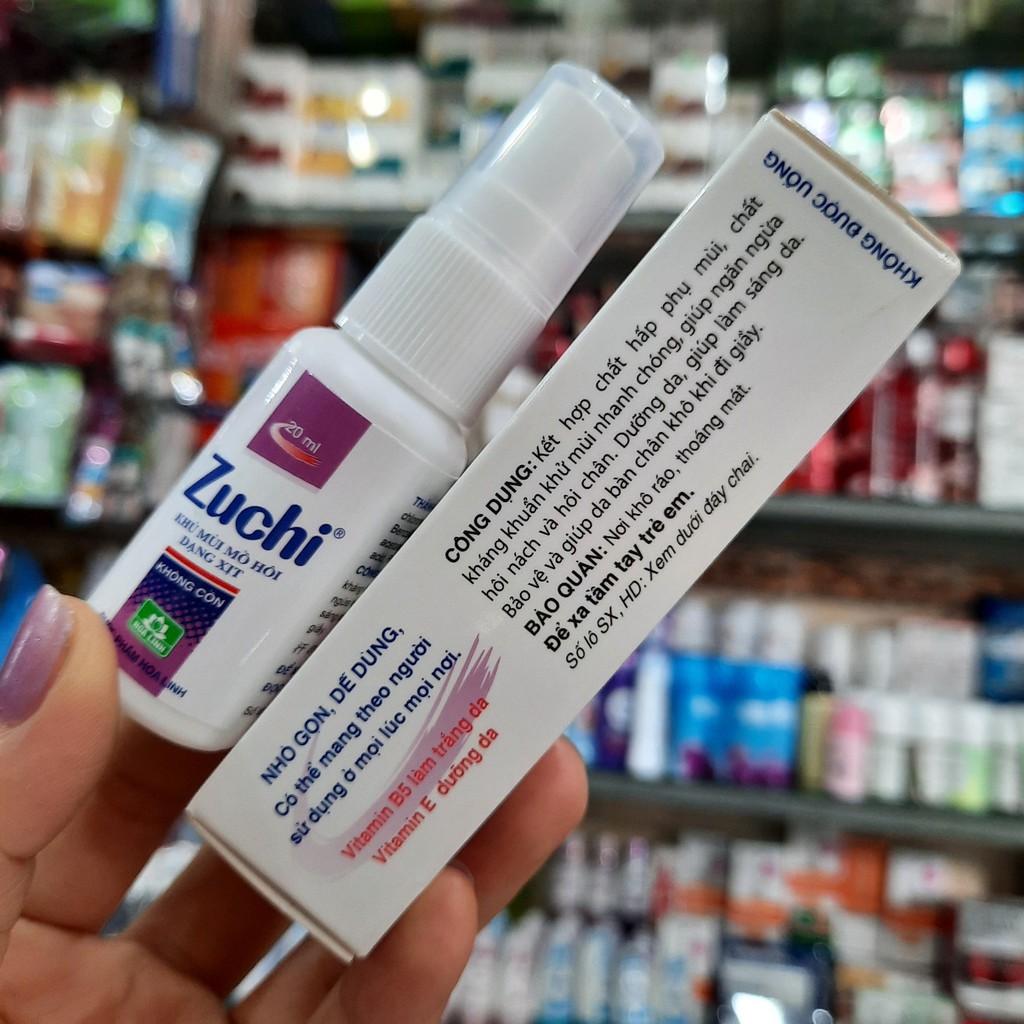 20 ml
Zuchi®
KHỬ MÙI MỒ HÔI
DẠNG XỊT
KHÔNG CỒN
HOA LINH
PHẨM HOA LINH
KHÔNG ĐƯỢC UỐNG
CÔNG DỤNG: Kết hợp chất hấp phụ mùi, chất
kháng khuẩn khử mùi nhanh chóng, giúp ngăn ngừa
hôi nách và hôi chân. Dưỡng da, giúp làm sáng da.
Bảo vệ và giúp da bàn chân khô khi đi giầy.
BẢO QUẢN: Nơi khô ráo, thoáng mát.
Để xa tầm tay trẻ em.
Số lô SX, HD: Xem dưới đáy chai.
NHỎ GỌN, DỄ DÙNG,
Có thể mang theo người
sử dụng ở mọi lúc mọi nơi.
Vitamin B5 làm trắng da
Vitamin E dưỡng da